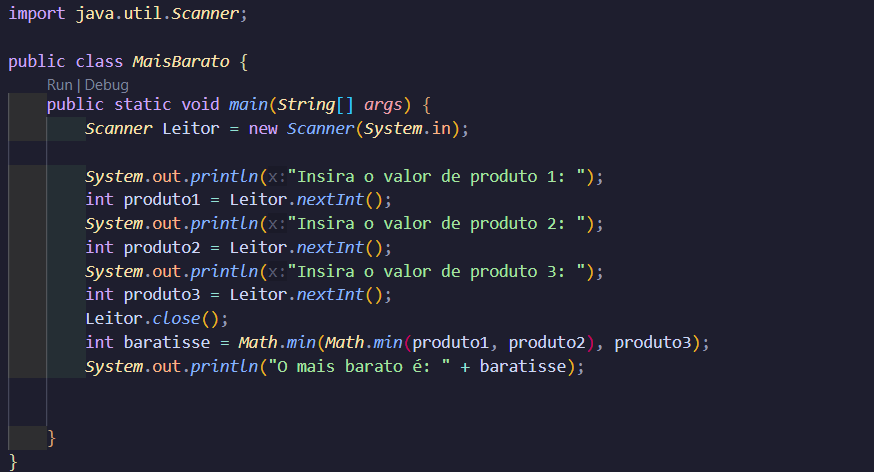 import java.util.Scanner;
public class MaisBarato {
Run | Debug
public static void main(String[] args) {
Scanner Leitor = new Scanner(System.in);
System.out.println(x:"Insira o valor de produto 1: ");
int produto1 = Leitor.nextInt();
System.out.println(x:"Insira o valor de produto 2: ");
int produto2 = Leitor.nextInt();
System.out.println(x:"Insira o valor de produto 3: ");
int produto3 = Leitor.nextInt();
Leitor.close();
int baratisse = Math.min(Math.min(produto1, produto2), produto3);
System.out.println("O mais barato é: " + baratisse);
}
}